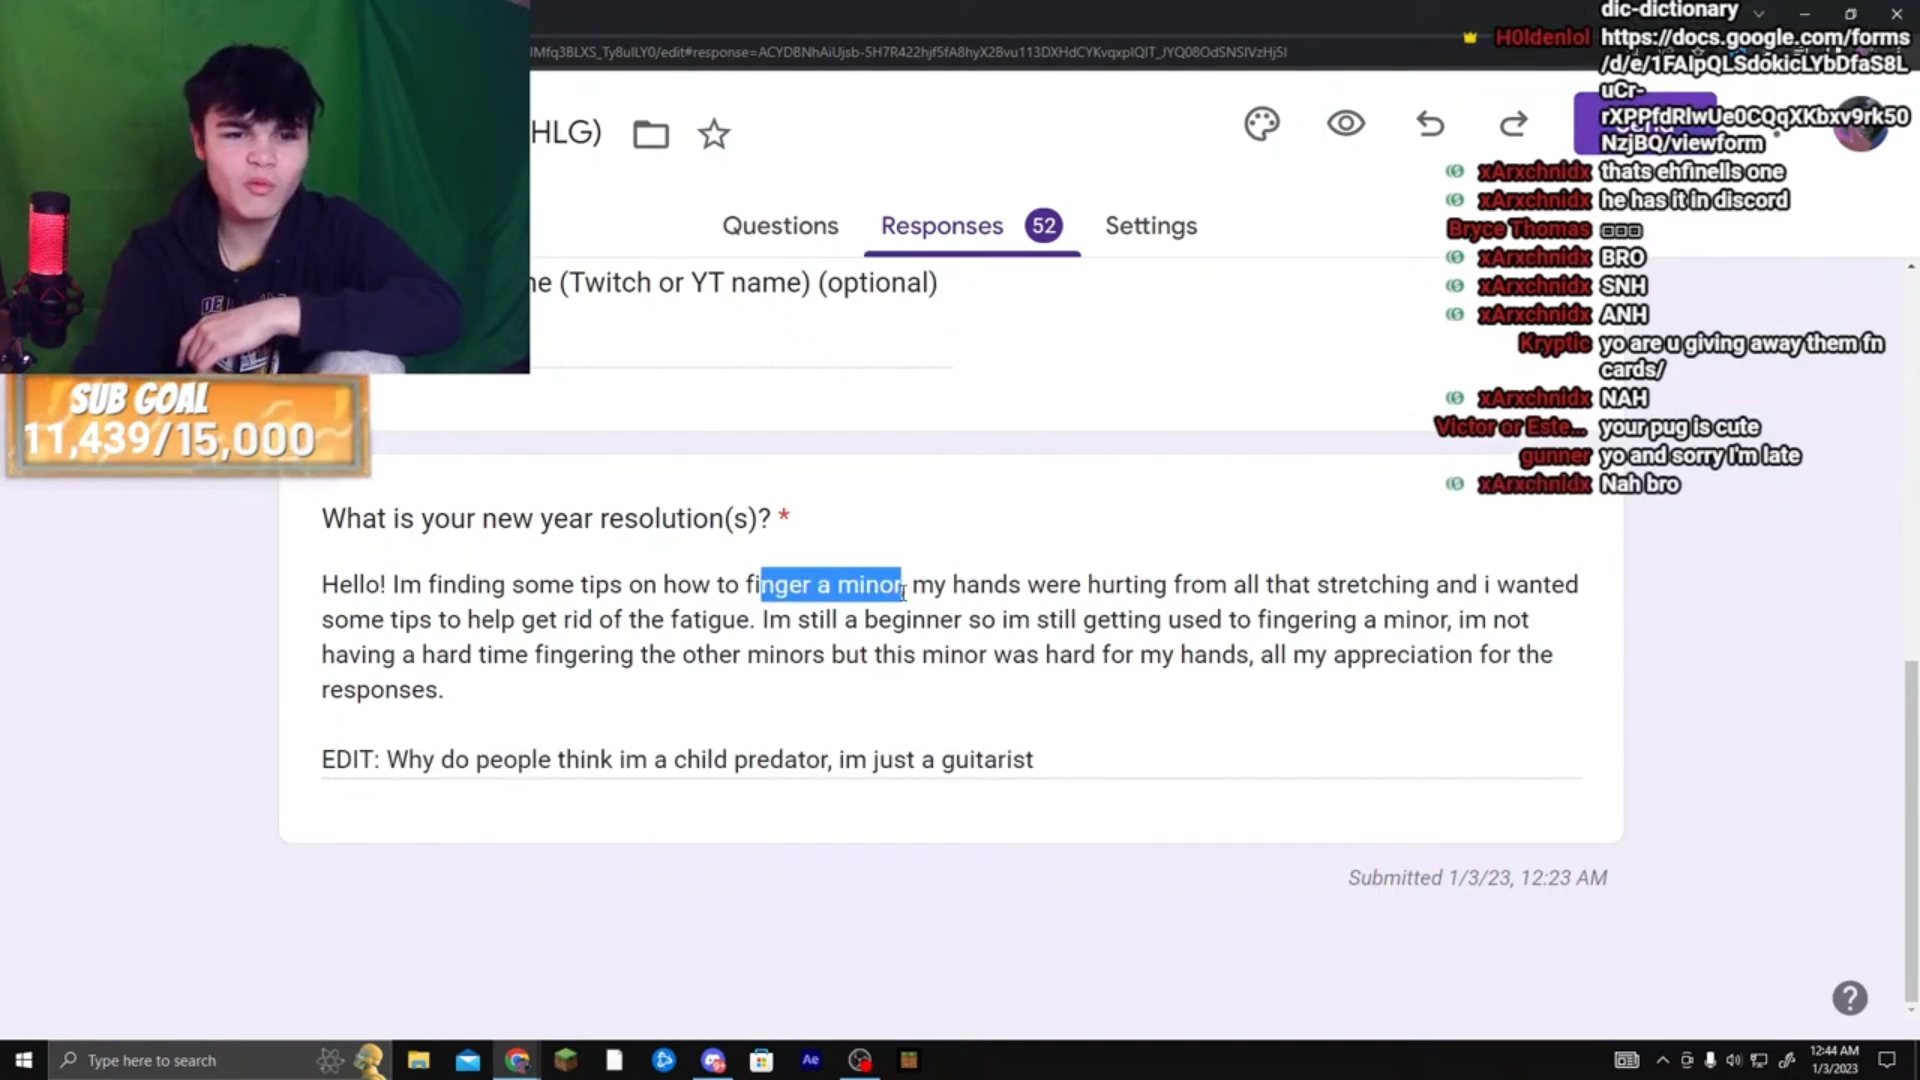 dic-dictionary
H0ldenlol https://docs.google.com/forms
/d/e/1FAIpQLSdokicLYbDfaS8L
uCr-
rXPPfdRlwUe0CQqXKbxv9rk50
NzjBQ/viewform
HLG)
xArxchnidx thats ehfinells one
xArxchnidx he has it in discord
Bryce Thomas
Questions
Responses 52
Settings
xArxchnidx BRO
xArxchnidx SNH
xArxchnidx ANH
Kryptic yo are u giving away them fn
cards/
xArxchnidx NAH
Victor or Este... your pug is cute
gunner yo and sorry I'm late
xArxchnidx Nah bro
(Twitch or YT name) (optional)
SUB GOAL
11,439/15,000
What is your new year resolution(s)? *
Hello! Im finding some tips on how to finger a minor, my hands were hurting from all that stretching and i wanted
some tips to help get rid of the fatigue. Im still a beginner so im still getting used to fingering a minor, im not
having a hard time fingering the other minors but this minor was hard for my hands, all my appreciation for the
responses.
EDIT: Why do people think im a child predator, im just a guitarist
Submitted 1/3/23, 12:23 AM
Type here to search
Ae
12:44 AM
1/3/2023